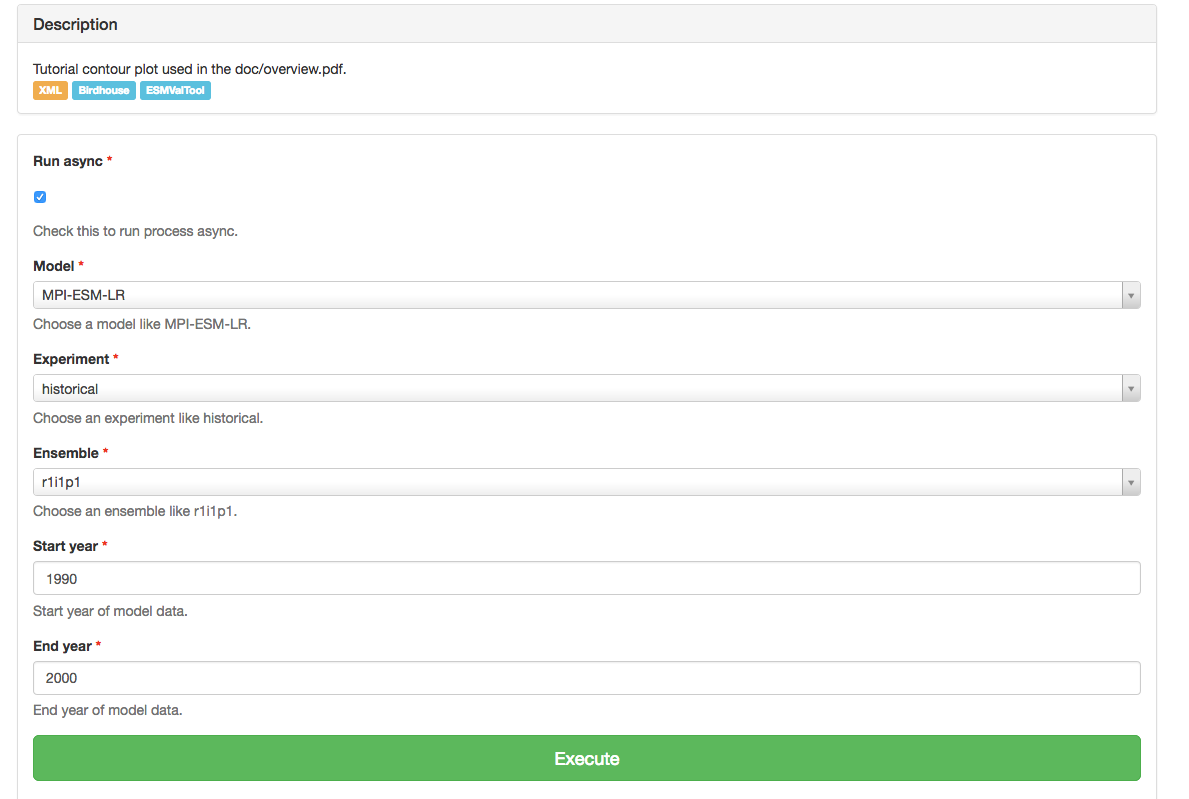 Description
Tutorial contour plot used in the doc/overview.pdf.
XML Birdhouse ESMValTool
Run async *
Check this to run process async.
Model *
MPI-ESM-LR
Choose a model like MPI-ESM-LR.
Experiment *
historical
Choose an experiment like historical.
Ensemble *
r1i1p1
Choose an ensemble like r1i1p1.
Start year *
1990
Start year of model data.
End year *
2000
End year of model data.
Execute